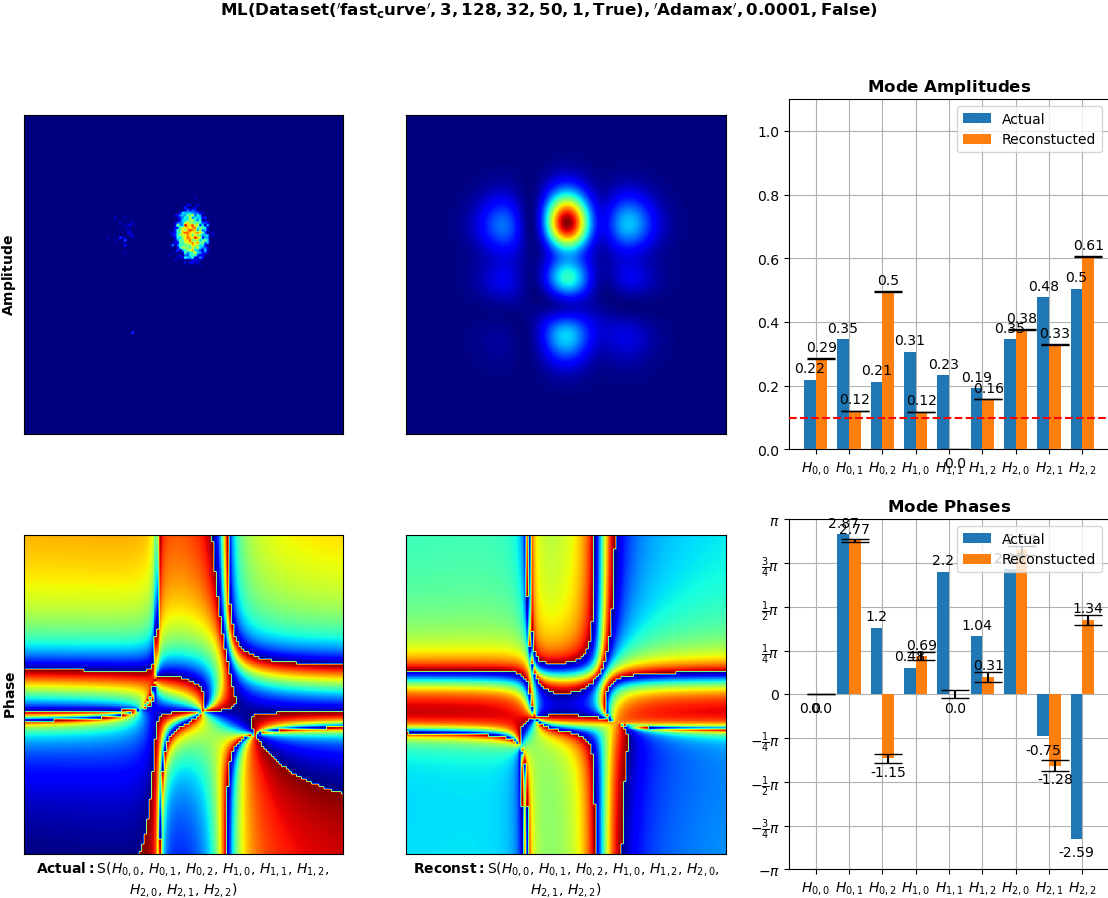 ML(Dataset('fast_curve', 3, 128, 32, 50, 1, True), 'Adamax', 0.0001, False)
Amplitude
Mode Amplitudes
Actual
Reconstucted
1.0
0.8
0.6
0.4
0.2
0.0
0.22 0.29 0.35 0.12 0.21 0.5 0.31 0.12 0.23 0.0 0.19 0.16 0.35 0.38 0.48 0.33 0.5 0.61
H0,0 H0,1 H0,2 H1,0 H1,1 H1,2 H2,0 H2,1 H2,2
Phase
Actual: S(H0,0, H0,1, H0,2, H1,0, H1,1, H1,2,
H2,0, H2,1, H2,2)
Reconst: S(H0,0, H0,1, H0,2, H1,0, H1,2, H2,0,
H2,1, H2,2)
Mode Phases
Actual
Reconstucted
π
3/4π
1/2π
1/4π
0
−1/4π
−1/2π
−3/4π
−π
0.0 0.0 2.87 2.77 1.2 -1.15 0.48 0.69 2.2 0.0 1.04 0.31 -0.75 -1.28 -2.59 1.34
H0,0 H0,1 H0,2 H1,0 H1,1 H1,2 H2,0 H2,1 H2,2